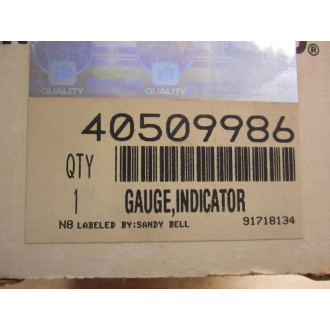 QUALITY QUALITY
40509986
QTY
1 GAUGE,INDICATOR
N8 LABELED BY:SANDY BELL 91718134